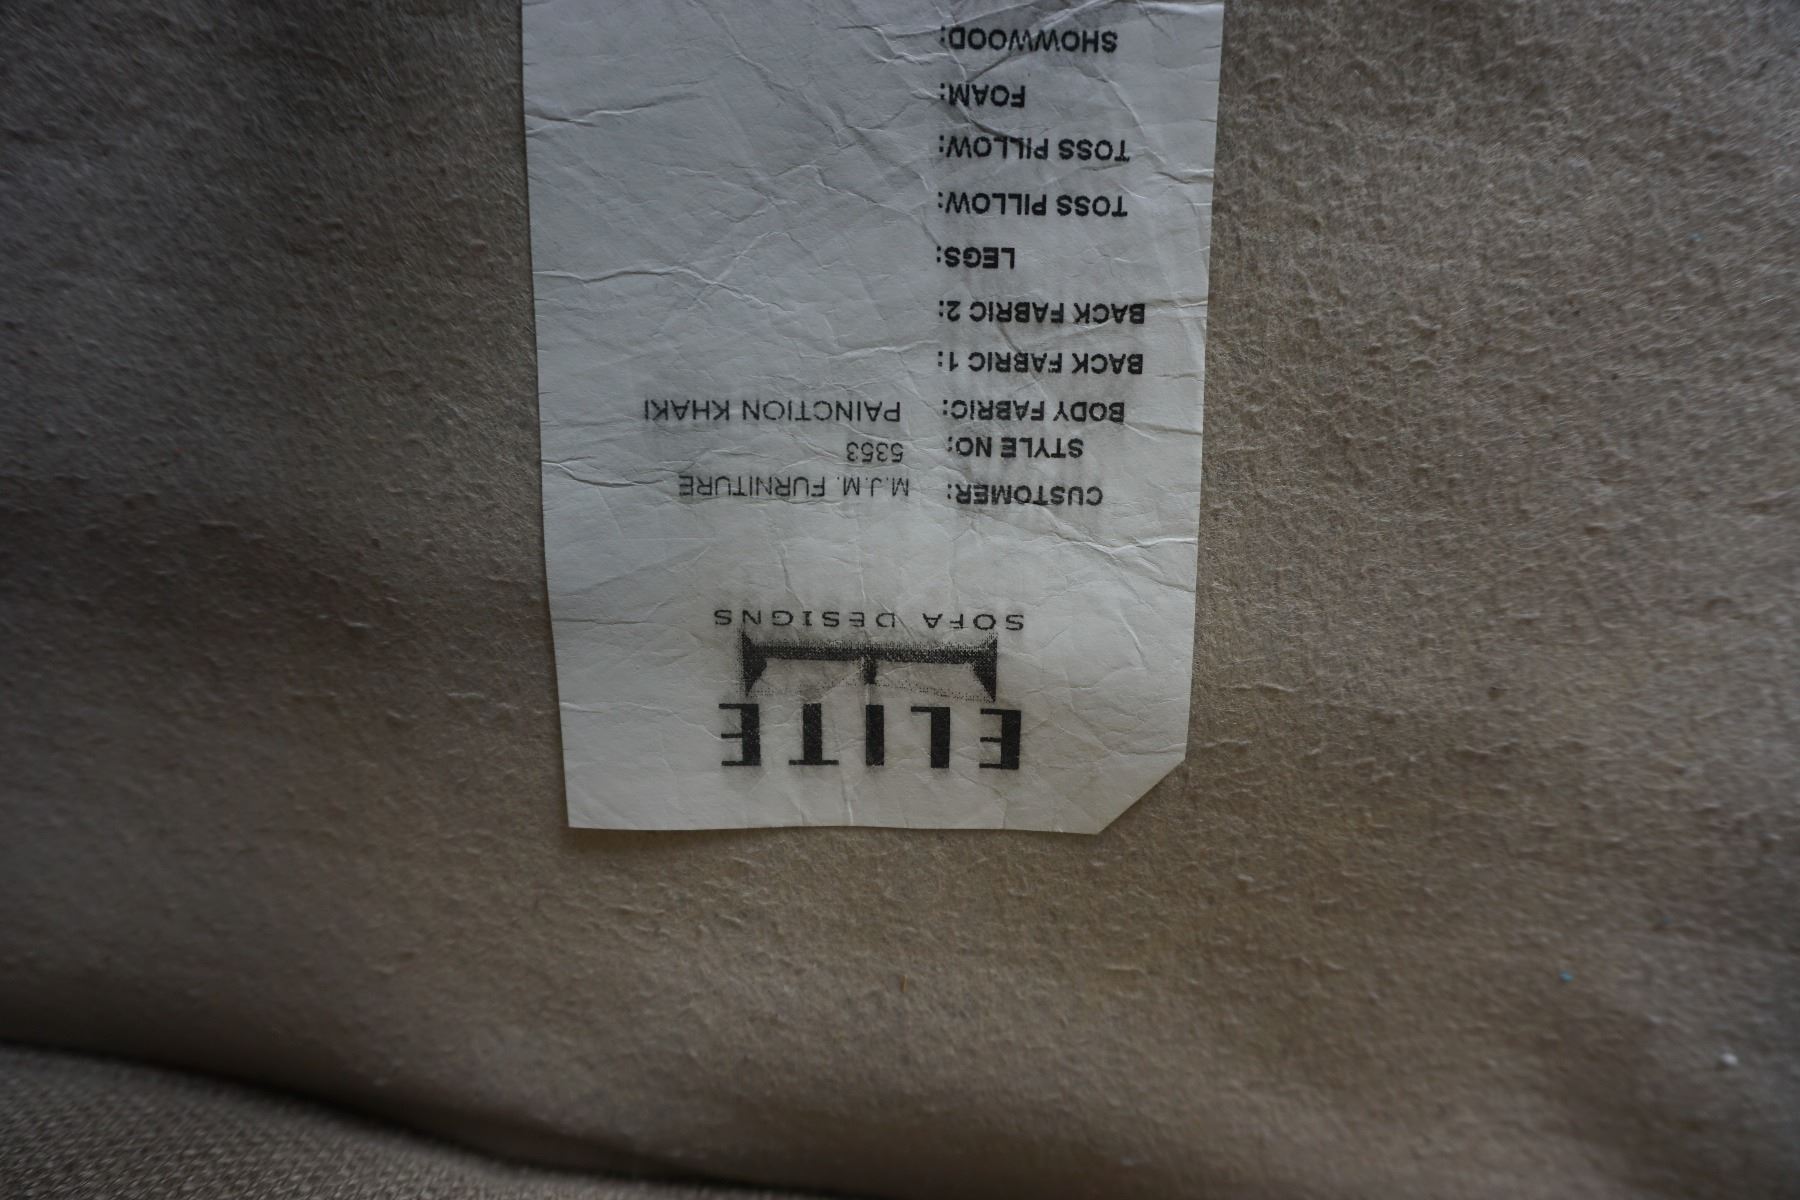 ELITE
SOFA DESIGNS
CUSTOMER: M.J.M. FURNITURE
STYLE NO: 5353
BODY FABRIC: PAINCTION KHAKI
BACK FABRIC 1:
BACK FABRIC 2:
LEGS:
TOSS PILLOW:
TOSS PILLOW:
FOAM:
SHOWWOOD: